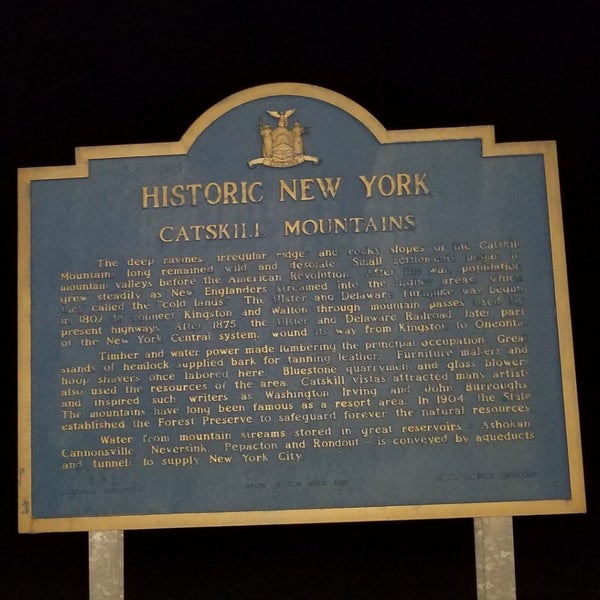 HISTORIC NEW YORK
CATSKILL MOUNTAINS
The deep ravines, irregular ridges and rocky slopes of the Catskill
Mountains long remained wild and desolate. Small settlements began in
mountain valleys before the American Revolution. After the war, population
grew steadily as New Englanders streamed into the higher areas which
they called the "cold lands". The Ulster and Delaware Turnpike was begun
in 1802 to connect Kingston and Walton through mountain passes used by
present highways. After 1875 the Ulster and Delaware Railroad, later part
of the New York Central system, wound its way from Kingston to Oneonta.
Timber and water power made lumbering the principal occupation. Great
stands of hemlock supplied bark for tanning leather. Furniture makers and
hoop shavers once labored here. Bluestone quarrymen and glass blowers
also used the resources of the area. Catskill vistas attracted many artists
and inspired such writers as Washington Irving and John Burroughs.
The mountains have long been famous as a resort area. In 1904 the State
established the Forest Preserve to safeguard forever the natural resources.
Water from mountain streams stored in great reservoirs - Ashokan,
Cannonsville, Neversink, Pepacton and Rondout - is conveyed by aqueducts
and tunnels to supply New York City.